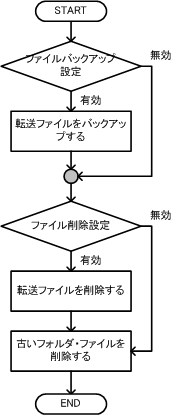 START
ファイルバックアップ
設定
無効
有効
転送ファイルをバックアッ
プする
ファイル削除設定
無効
有効
転送ファイルを削除する
古いフォルダ・ファイルを
削除する
END